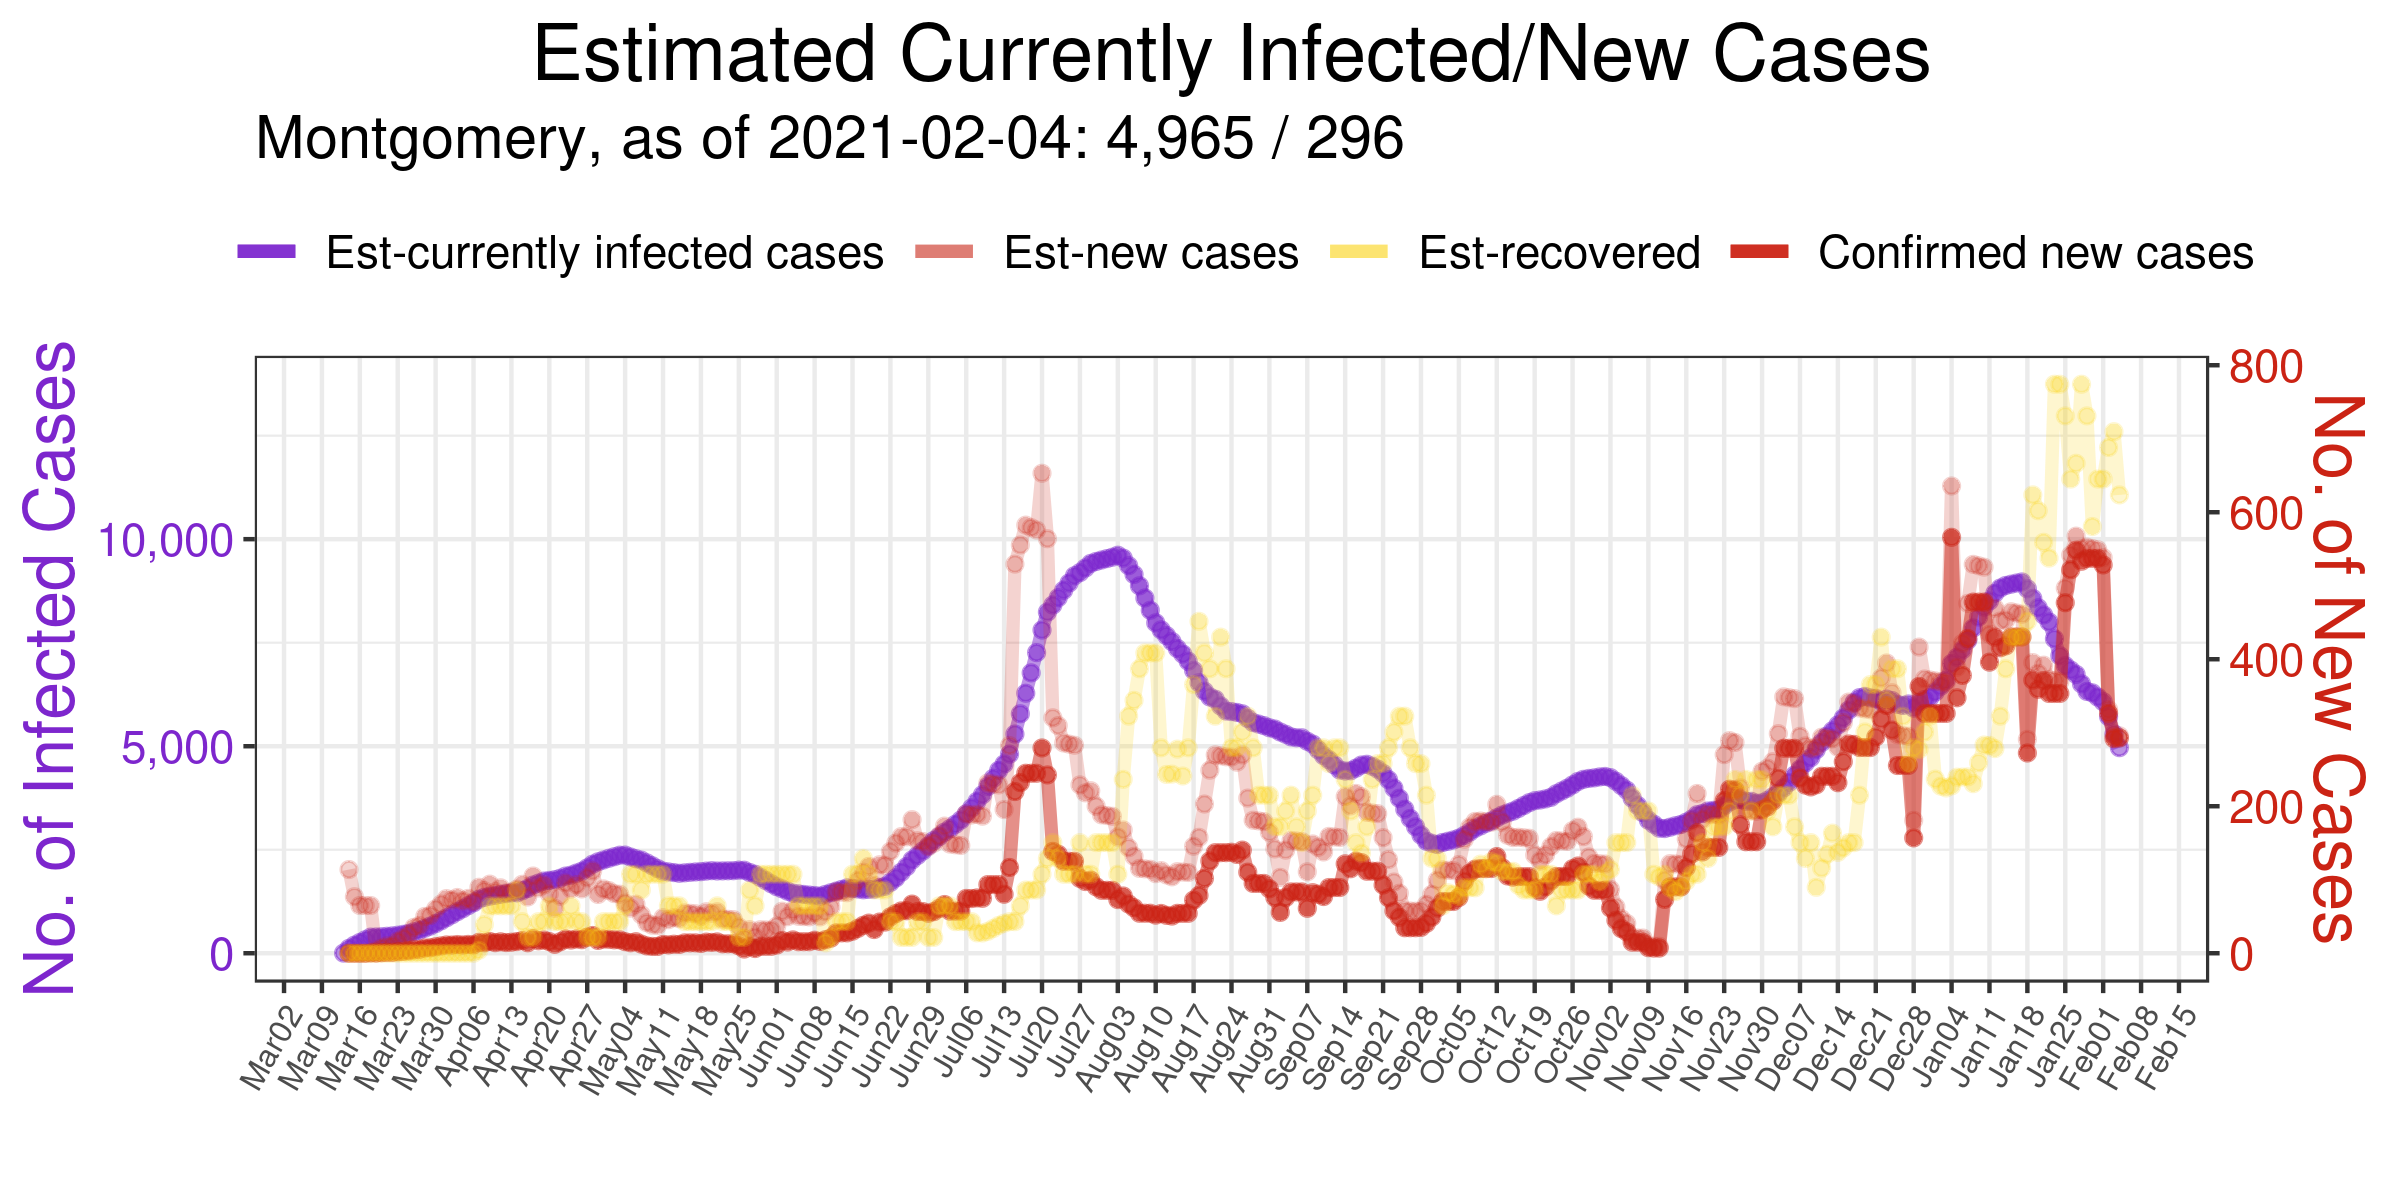 Estimated Currently Infected/New Cases
Montgomery, as of 2021-02-04: 4,965 / 296
Est-currently infected cases Est-new cases Est-recovered Confirmed new cases
No. of Infected Cases
10,000
5,000
0
800
600
400
200
0
No. of New Cases
Mar02 Mar09 Mar16 Mar23 Mar30 Apr06 Apr13 Apr20 Apr27 May04 May11 May18 May25 Jun01 Jun08 Jun15 Jun22 Jun29 Jul06 Jul13 Jul20 Jul27 Aug03 Aug10 Aug17 Aug24 Aug31 Sep07 Sep14 Sep21 Sep28 Oct05 Oct12 Oct19 Oct26 Nov02 Nov09 Nov16 Nov23 Nov30 Dec07 Dec14 Dec21 Dec28 Jan04 Jan11 Jan18 Jan25 Feb01 Feb08 Feb15